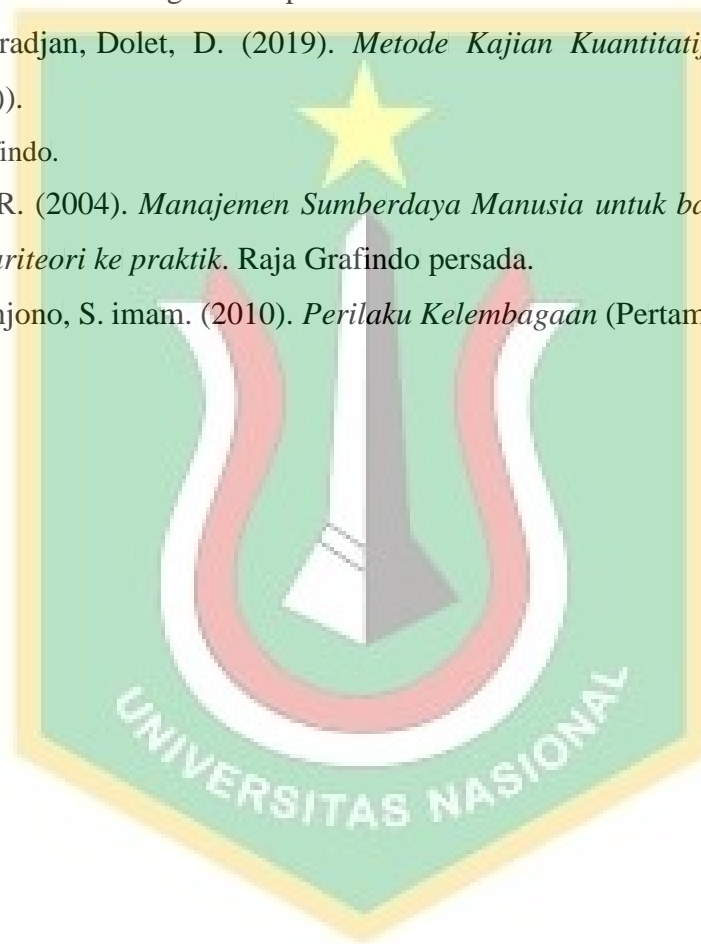 radjan, Dolet, D. (2019). Metode Kajian Kuantitatif
)).
indo.
R. (2004). Manajemen Sumberdaya Manusia untuk ba
riteori ke praktik. Raja Grafindo persada.
njono, S. imam. (2010). Perilaku Kelembagaan (Pertam
UNIVERSITAS NASIONAL